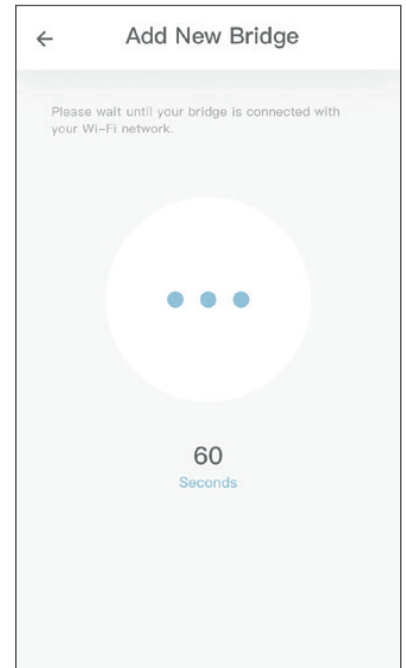 Add New Bridge
Please wait until your bridge is connected with
your Wi-Fi network.
60
Seconds